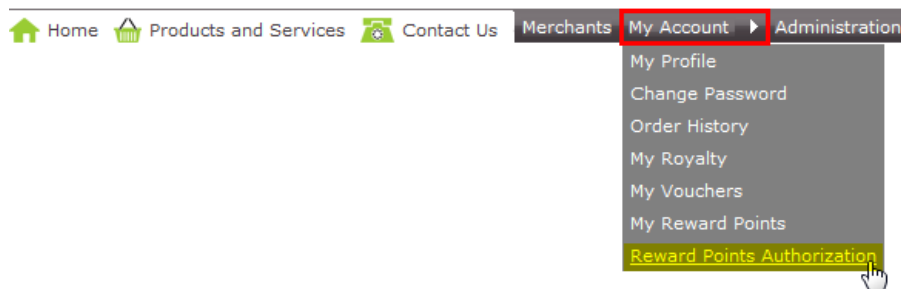 Home Products and Services Contact Us Merchants My Account Administration
My Profile
Change Password
Order History
My Royalty
My Vouchers
My Reward Points
Reward Points Authorization